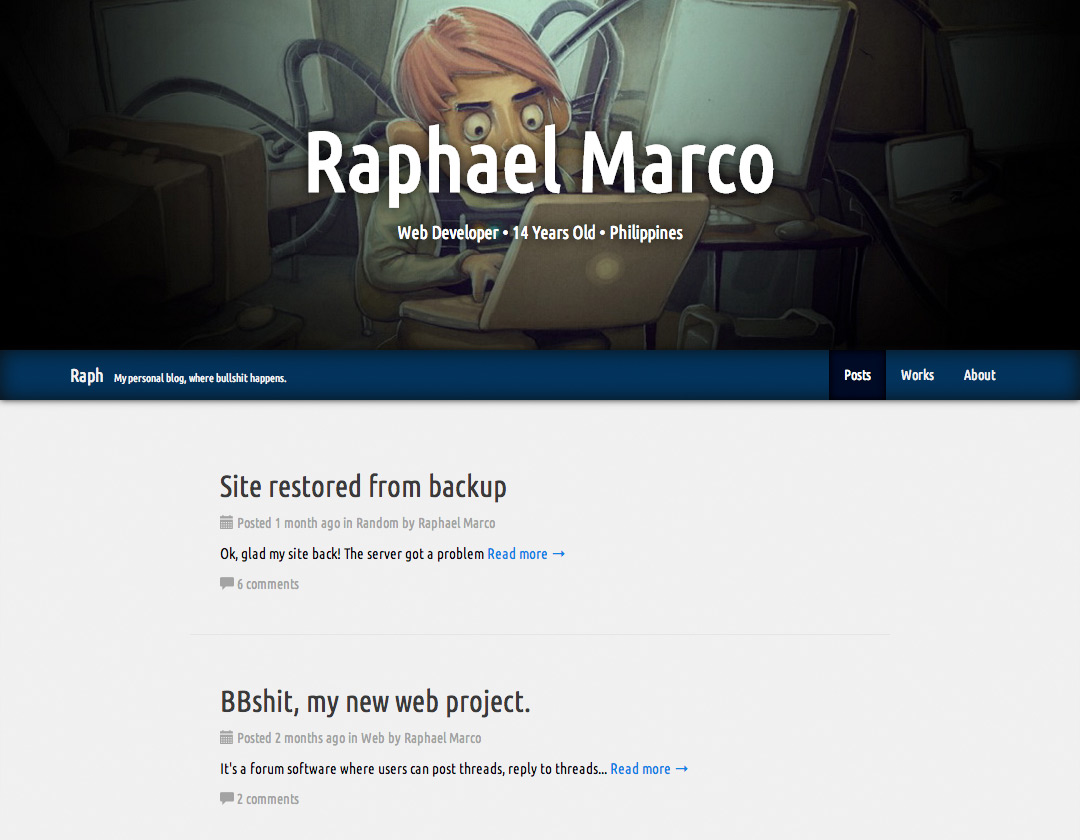 Raphael Marco
Web Developer • 14 Years Old • Philippines
Raph My personal blog, where bullshit happens. Posts Works About
Site restored from backup
Posted 1 month ago in Random by Raphael Marco
Ok, glad my site back! The server got a problem Read more →
6 comments
BBshit, my new web project.
Posted 2 months ago in Web by Raphael Marco
It's a forum software where users can post threads, reply to threads... Read more →
2 comments